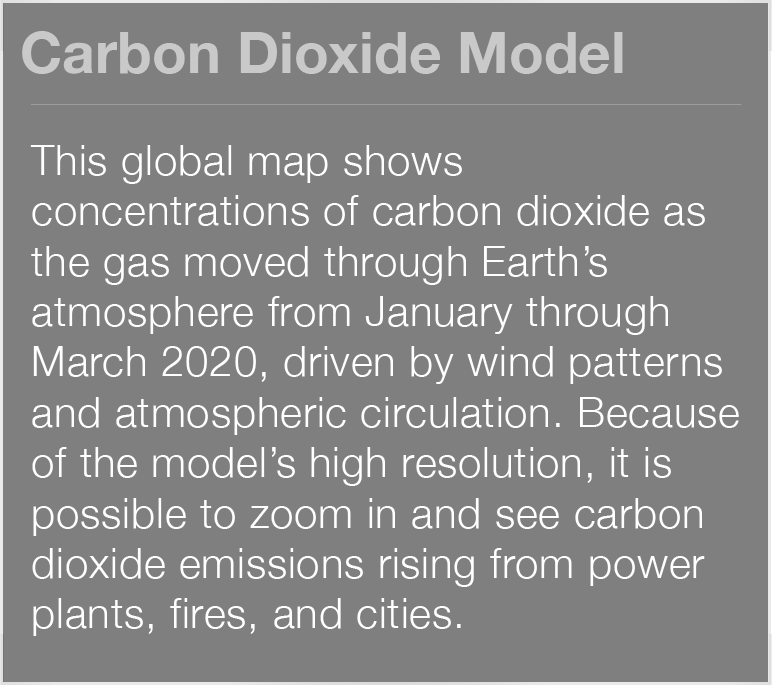 Carbon Dioxide Model
This global map shows
concentrations of carbon dioxide as
the gas moved through Earth’s
atmosphere from January through
March 2020, driven by wind patterns
and atmospheric circulation. Because
of the model’s high resolution, it is
possible to zoom in and see carbon
dioxide emissions rising from power
plants, fires, and cities.